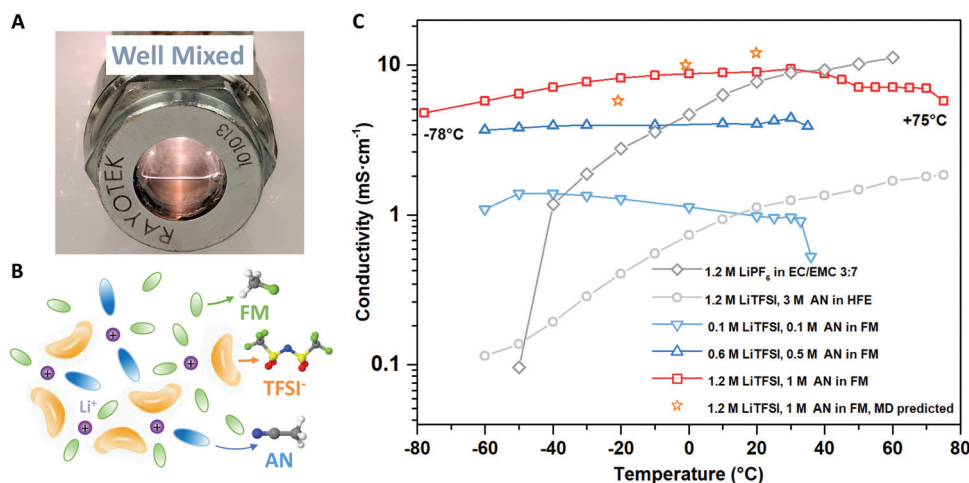 A
Well Mixed
RAYOTEK
101013
B
FM
TFSI-
Li+
AN
C
Conductivity (mS·cm⁻¹)
10
1
0.1
-78°C
+75°C
1.2 M LiPF₆ in EC/EMC 3:7
1.2 M LiTFSI, 3 M AN in HFE
0.1 M LiTFSI, 0.1 M AN in FM
0.6 M LiTFSI, 0.5 M AN in FM
1.2 M LiTFSI, 1 M AN in FM
1.2 M LiTFSI, 1 M AN in FM, MD predicted
-80 -60 -40 -20 0 20 40 60 80
Temperature (°C)